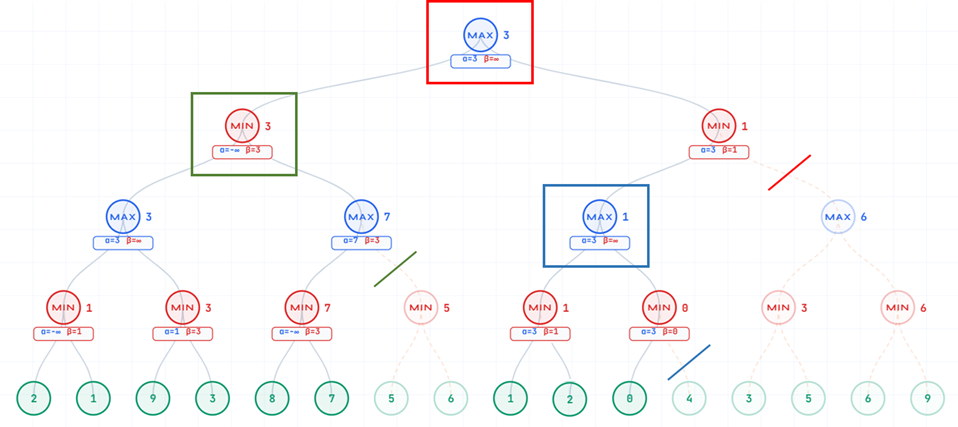 MAX 3
α=3 β=∞
MIN 3
α=-∞ β=3
MIN 1
α=3 β=1
MAX 3
α=3 β=∞
MAX 7
α=7 β=3
MAX 1
α=3 β=∞
MAX 6
MIN 1
α=-∞ β=1
MIN 3
α=1 β=3
MIN 7
α=-∞ β=3
MIN 5
MIN 1
α=3 β=1
MIN 0
α=3 β=0
MIN 3
MIN 6
2 1 9 3 8 7 5 6 1 2 0 4 3 5 6 9